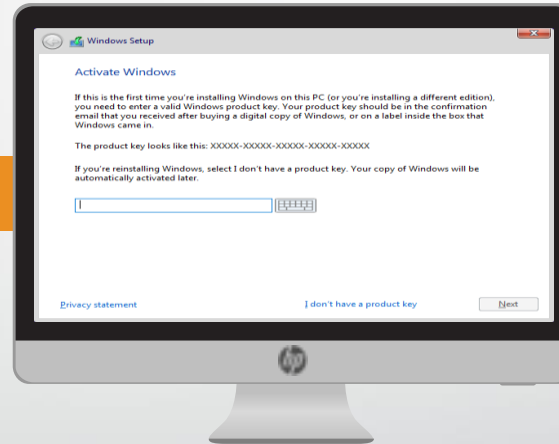 Windows Setup
Activate Windows
If this is the first time you're installing Windows on this PC (or you're installing a different edition),
you need to enter a valid Windows product key. Your product key should be in the confirmation
email that you received after buying a digital copy of Windows, or on a label inside the box that
Windows came in.
The product key looks like this: XXXXX-XXXXX-XXXXX-XXXXX-XXXXX
If you're reinstalling Windows, select I don't have a product key. Your copy of Windows will be
automatically activated later.
Privacy statement
I don't have a product key
Next
hp